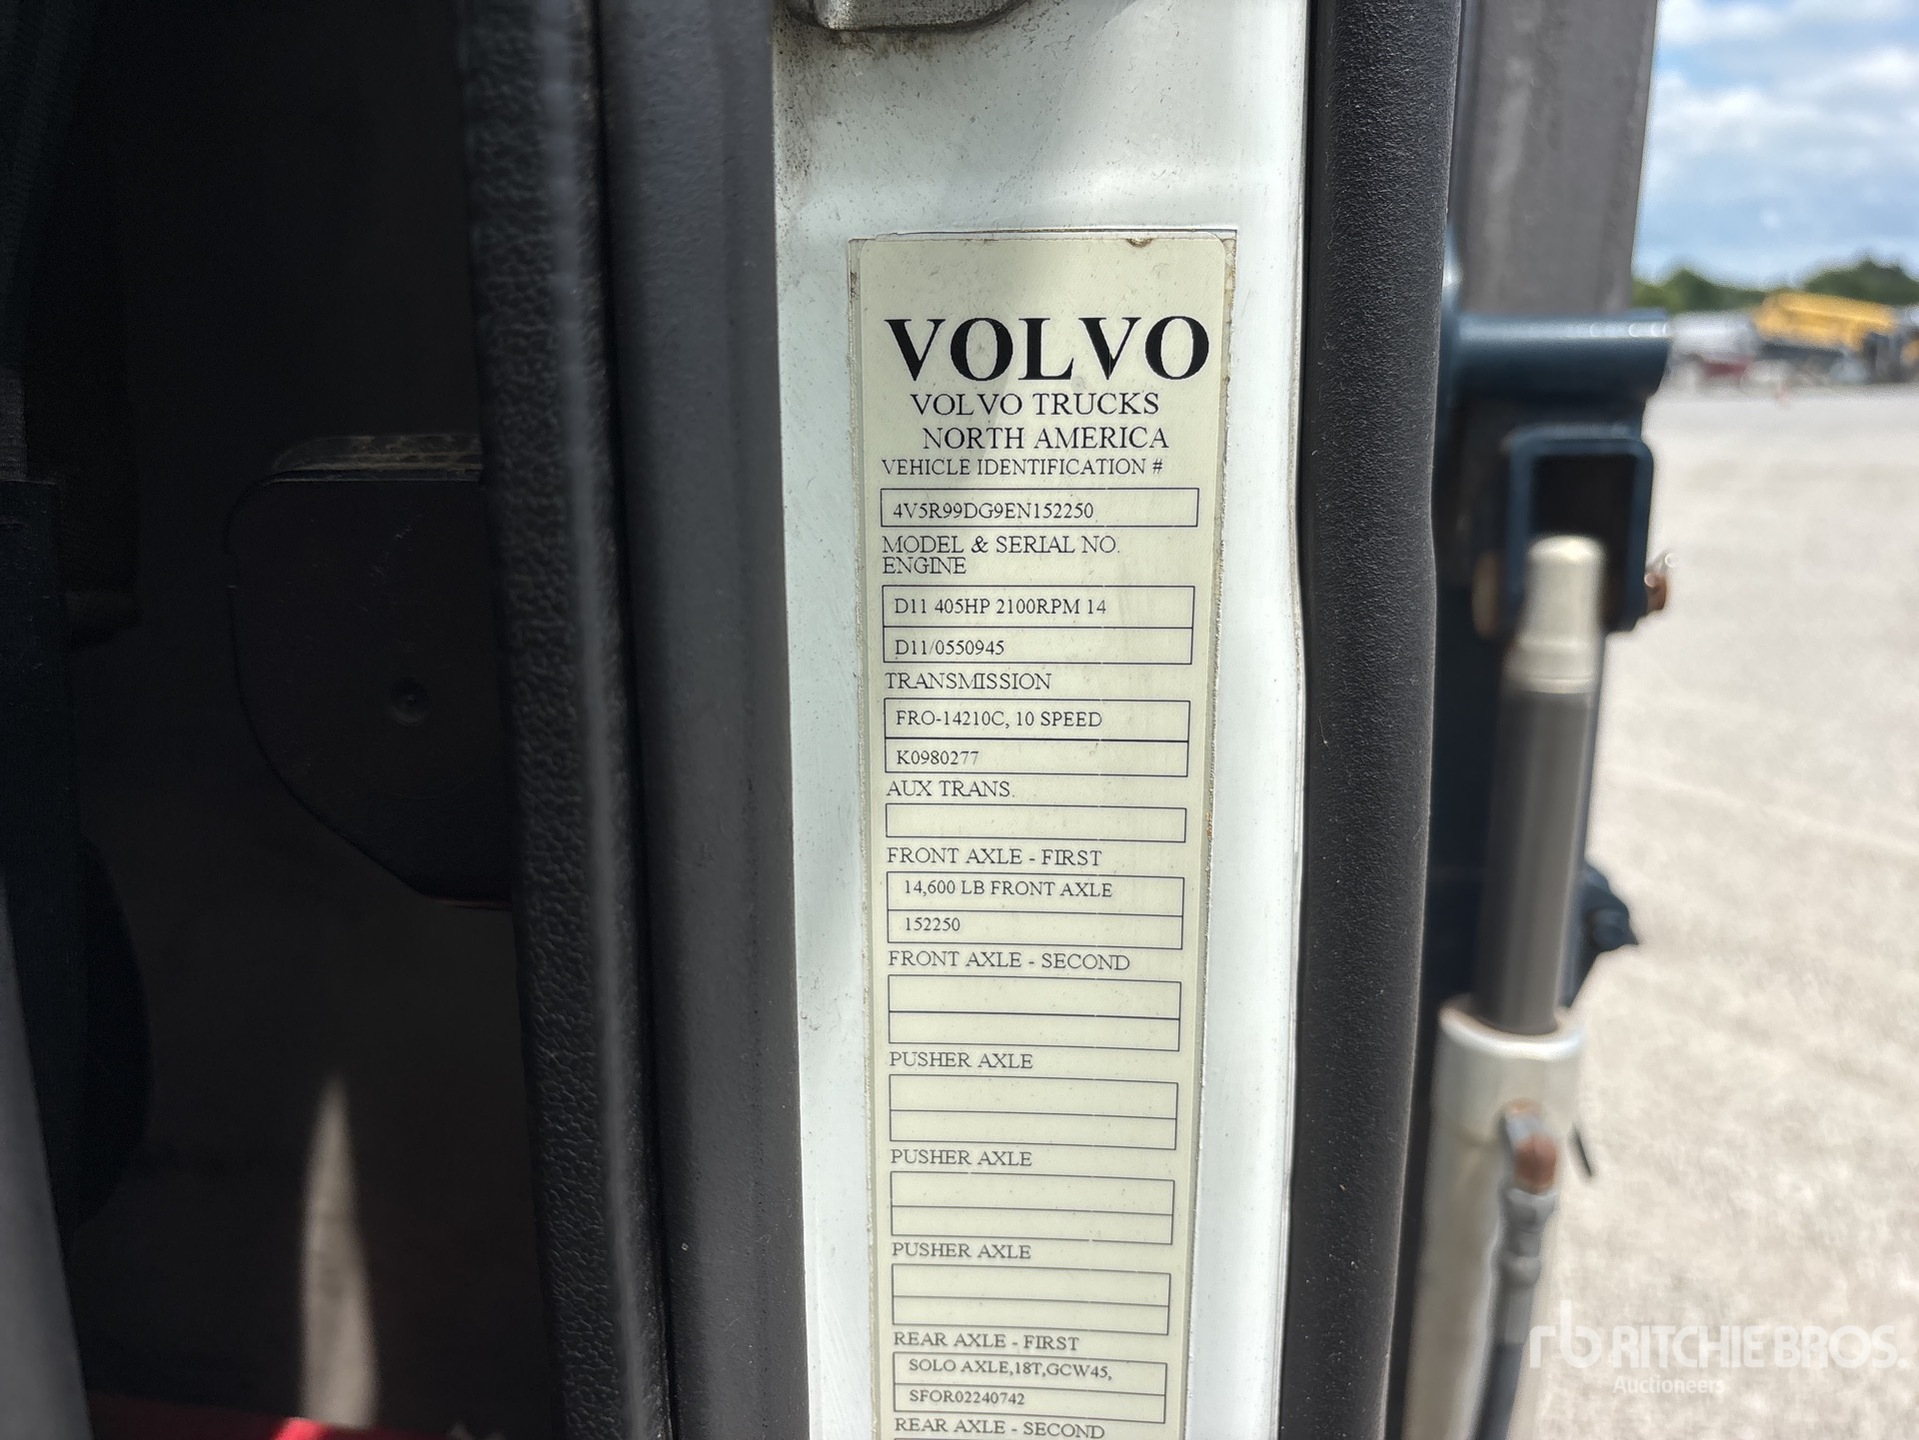 VOLVO
VOLVO TRUCKS
NORTH AMERICA
VEHICLE IDENTIFICATION #
4V5R99DG9EN152250
MODEL & SERIAL NO.
ENGINE
D11 405HP 2100RPM 14
D11/0550945
TRANSMISSION
FRO-14210C, 10 SPEED
K0980277
AUX TRANS.
FRONT AXLE - FIRST
14,600 LB FRONT AXLE
152250
FRONT AXLE - SECOND
PUSHER AXLE
PUSHER AXLE
PUSHER AXLE
REAR AXLE - FIRST
SOLO AXLE,18T,GCW45,
SFOR02240742
REAR AXLE - SECOND
rb RITCHIE BROS.
Auctioneers